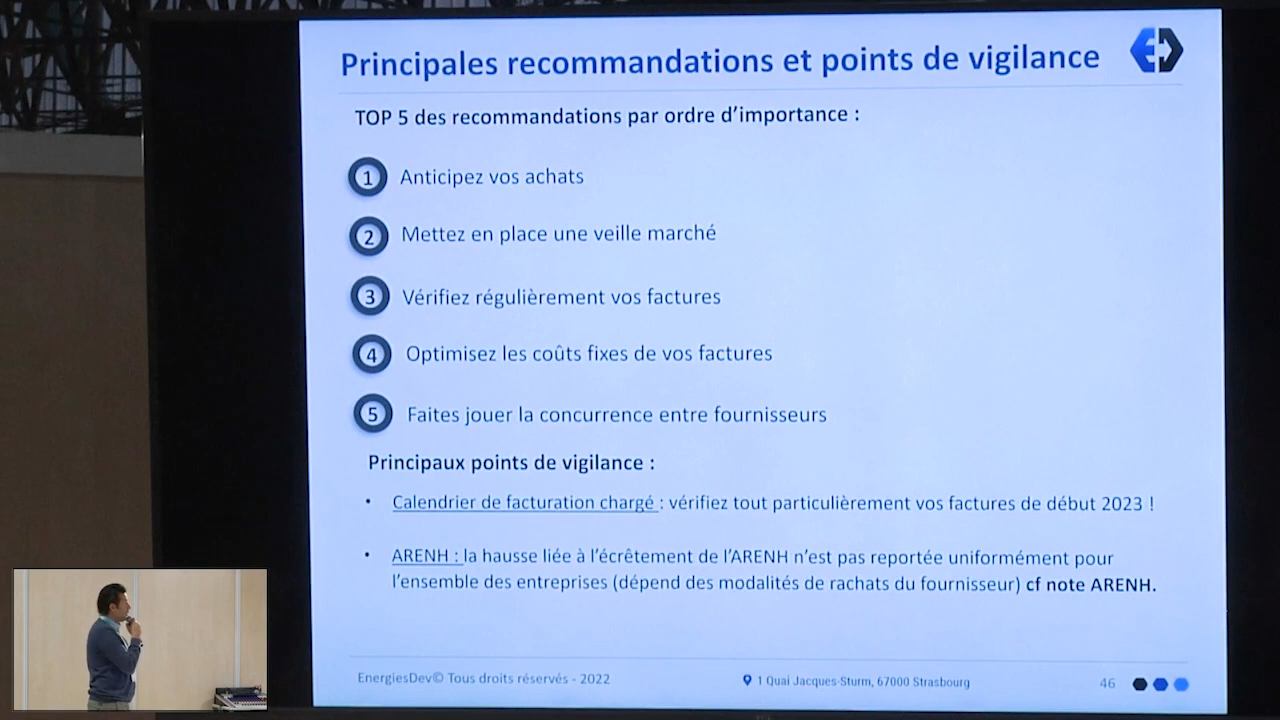 Principales recommandations et points de vigilance
TOP 5 des recommandations par ordre d’importance :
1 Anticipez vos achats
2 Mettez en place une veille marché
3 Vérifiez régulièrement vos factures
4 Optimisez les coûts fixes de vos factures
5 Faites jouer la concurrence entre fournisseurs
Principaux points de vigilance :
• Calendrier de facturation chargé : vérifiez tout particulièrement vos factures de début 2023 !
• ARENH : la hausse liée à l’écrêtement de l’ARENH n’est pas reportée uniformément pour
l’ensemble des entreprises (dépend des modalités de rachats du fournisseur) cf note ARENH.
EnergiesDev© Tous droits réservés - 2022
1 Quai Jacques-Sturm, 67000 Strasbourg
46